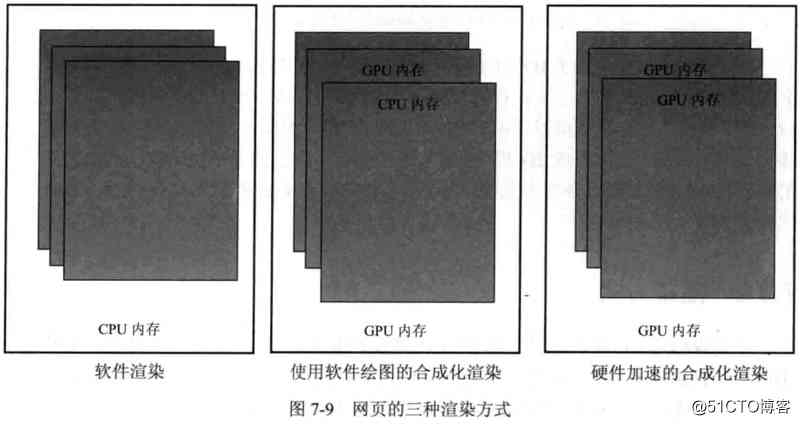 GPU 内存
GPU 内存
CPU 内存
GPU 内存
CPU 内存
GPU 内存
GPU 内存
软件渲染
使用软件绘图的合成化渲染
硬件加速的合成化渲染
图 7-9 网页的三种渲染方式
@51CTO博客